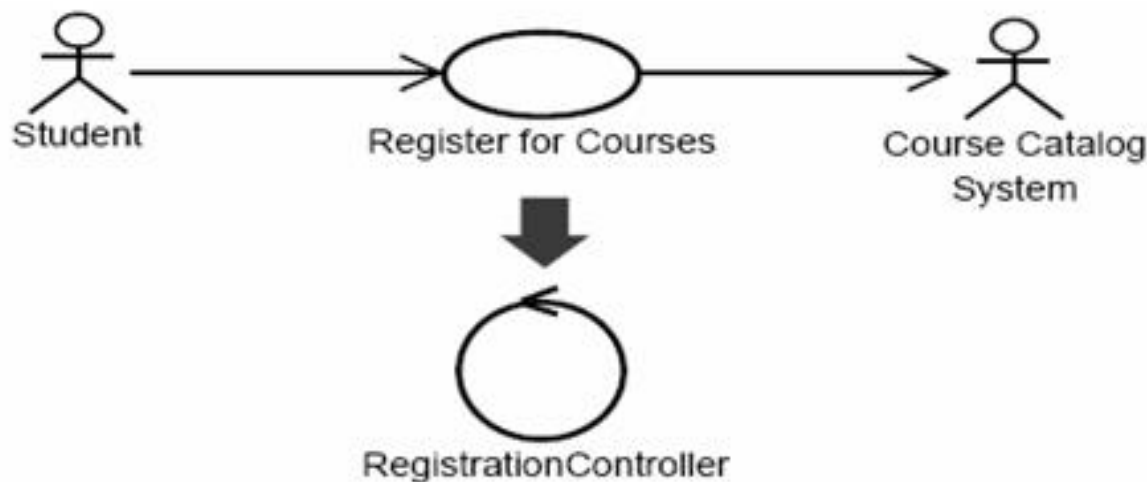 Student
Register for Courses
Course Catalog
System
RegistrationController